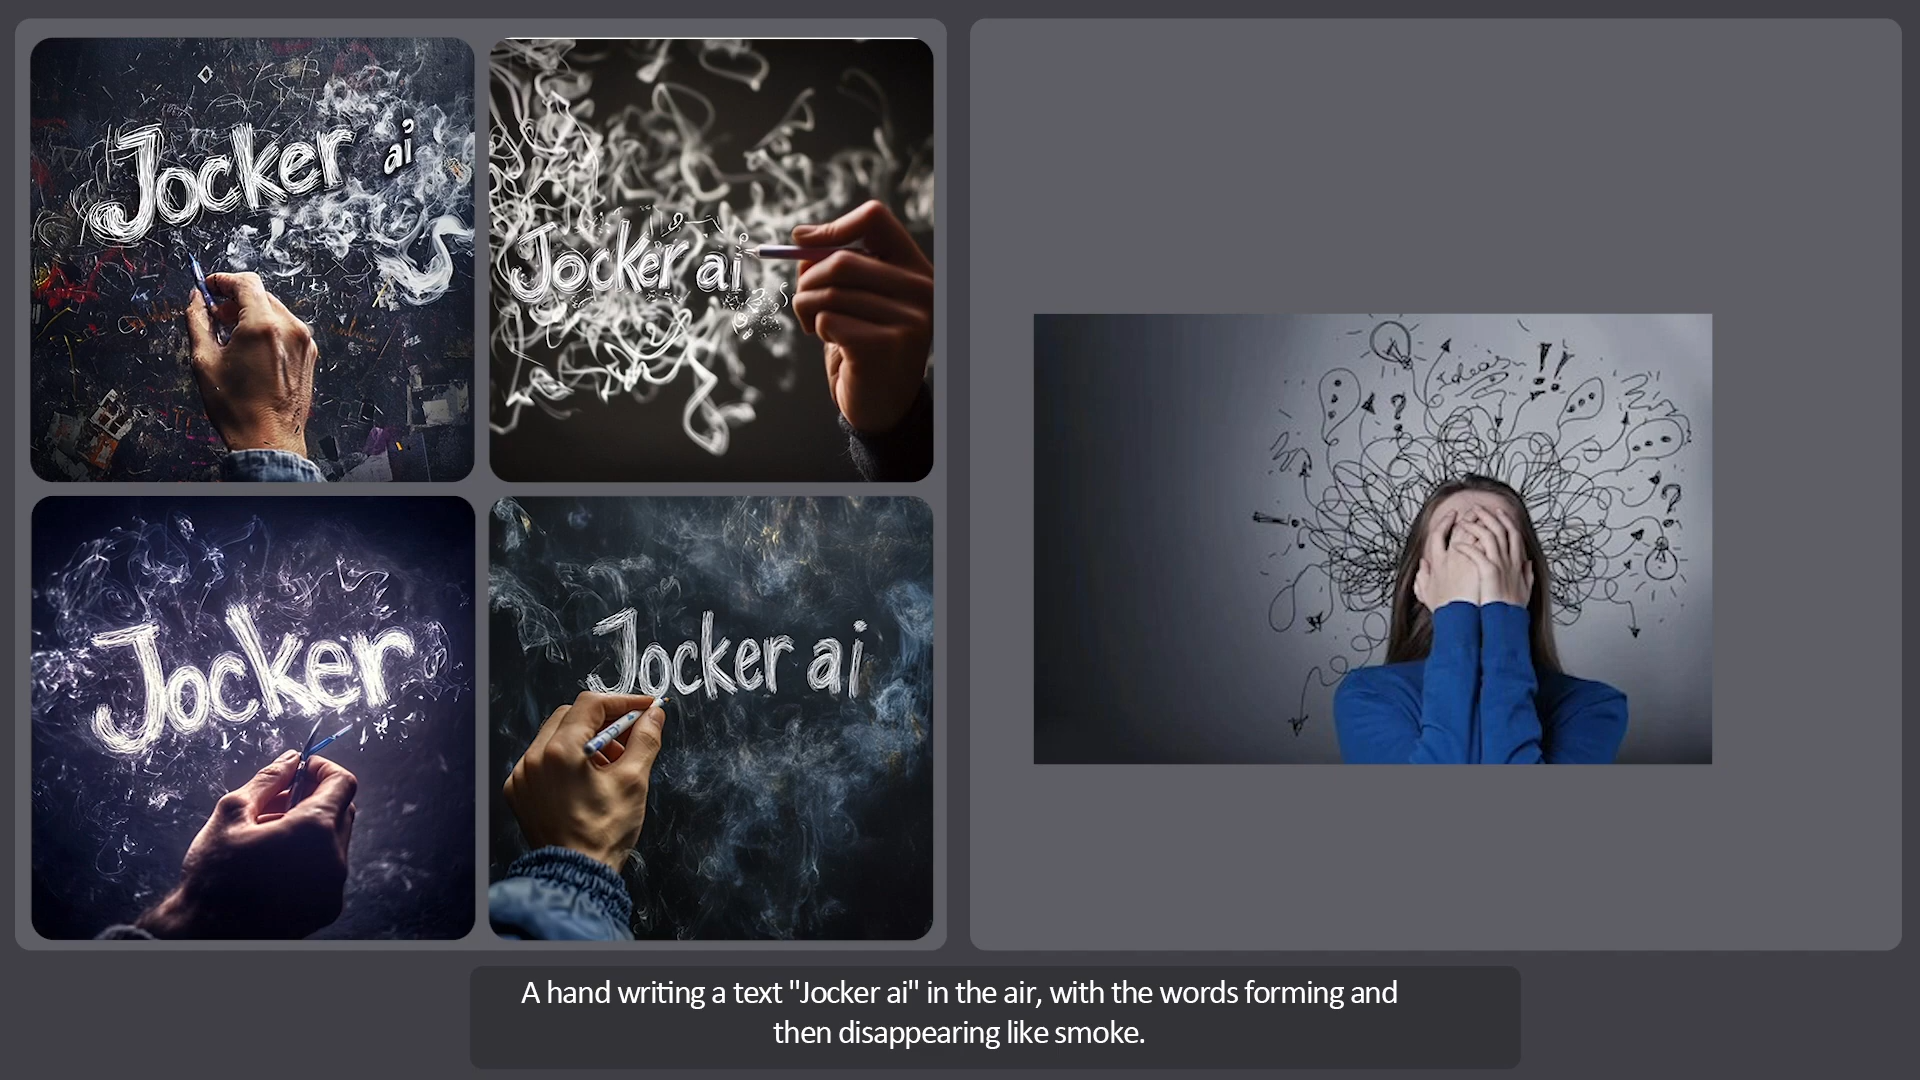 Jocker ai
Jocker ai
Jocker
Jocker ai
Ideas
!!
?
?
A hand writing a text "Jocker ai" in the air, with the words forming and
then disappearing like smoke.